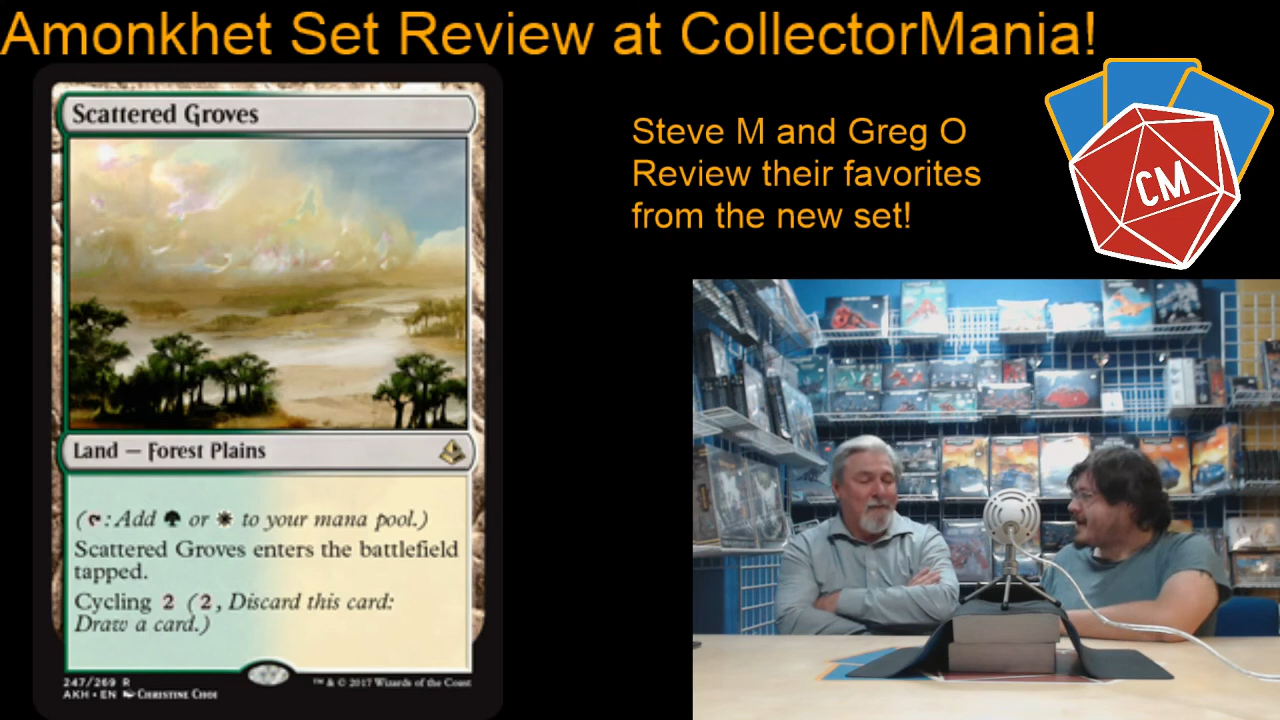 Amonkhet Set Review at CollectorMania!
Scattered Groves
Steve M and Greg O
Review their favorites
from the new set!
CM
Land — Forest Plains
( : Add or to your mana pool.)
Scattered Groves enters the battlefield
tapped.
Cycling 2 (2, Discard this card:
Draw a card.)
247/269 R
AKH • EN Christine Choi
™ & © 2017 Wizards of the Coast